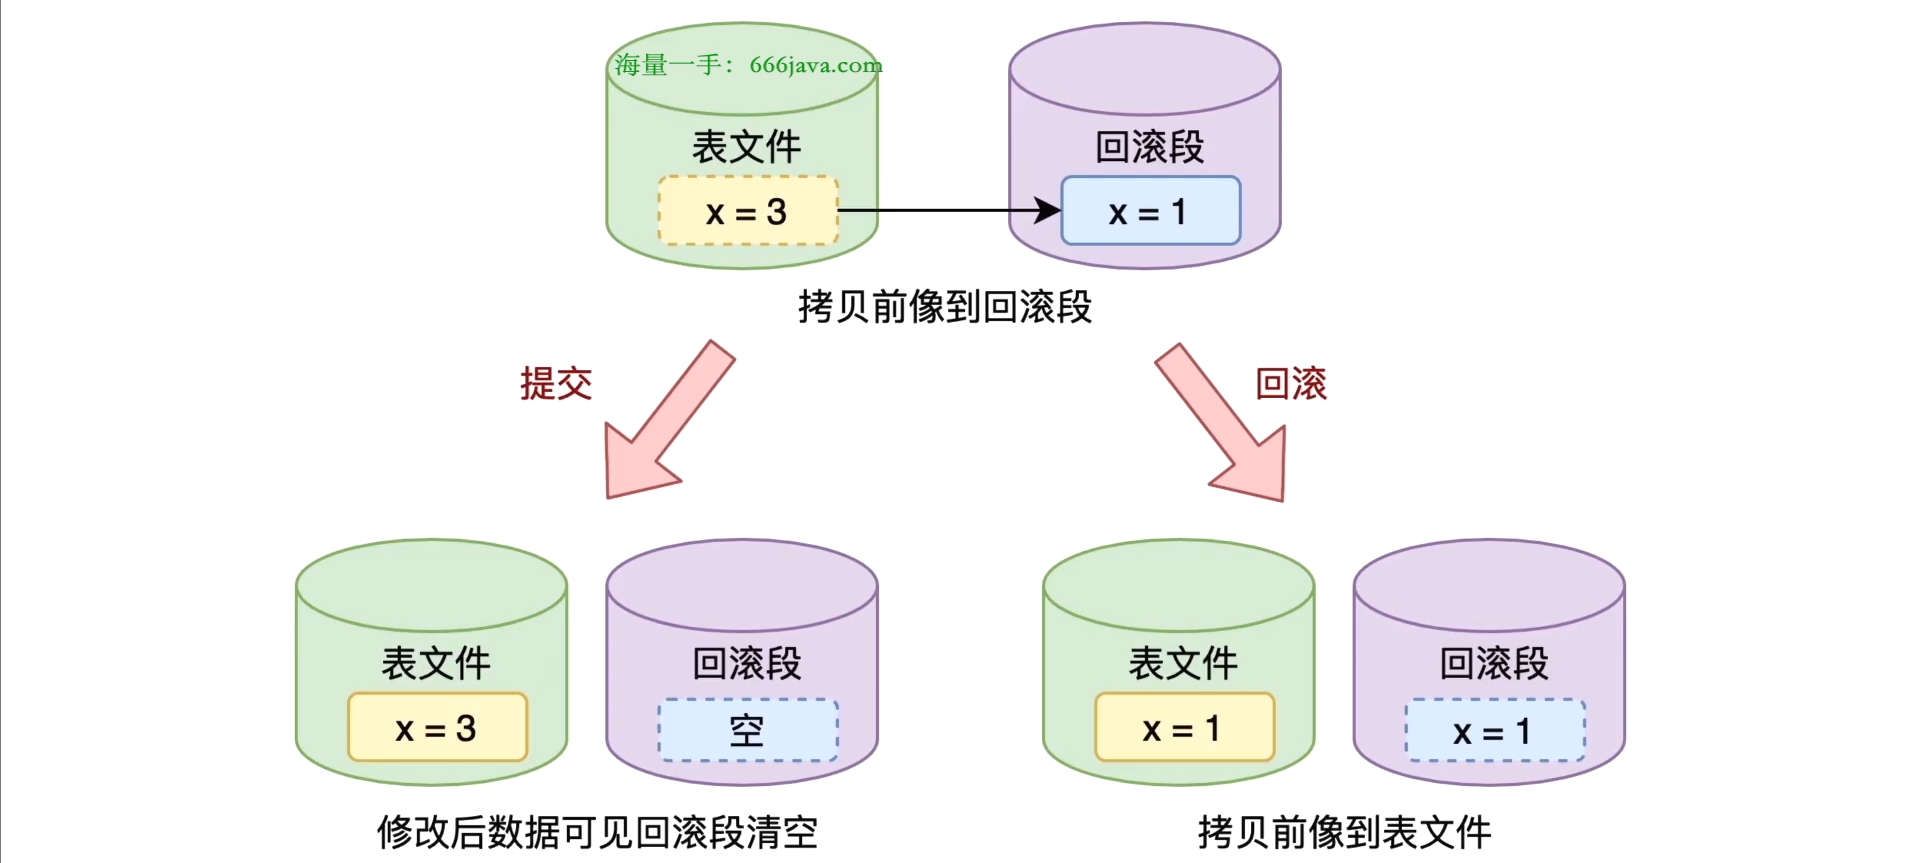 海量一手：666java.com
表文件
回滚段
x = 3
x = 1
拷贝前像到回滚段
提交
回滚
表文件
回滚段
表文件
回滚段
x = 3
空
x = 1
x = 1
修改后数据可见回滚段清空
拷贝前像到表文件